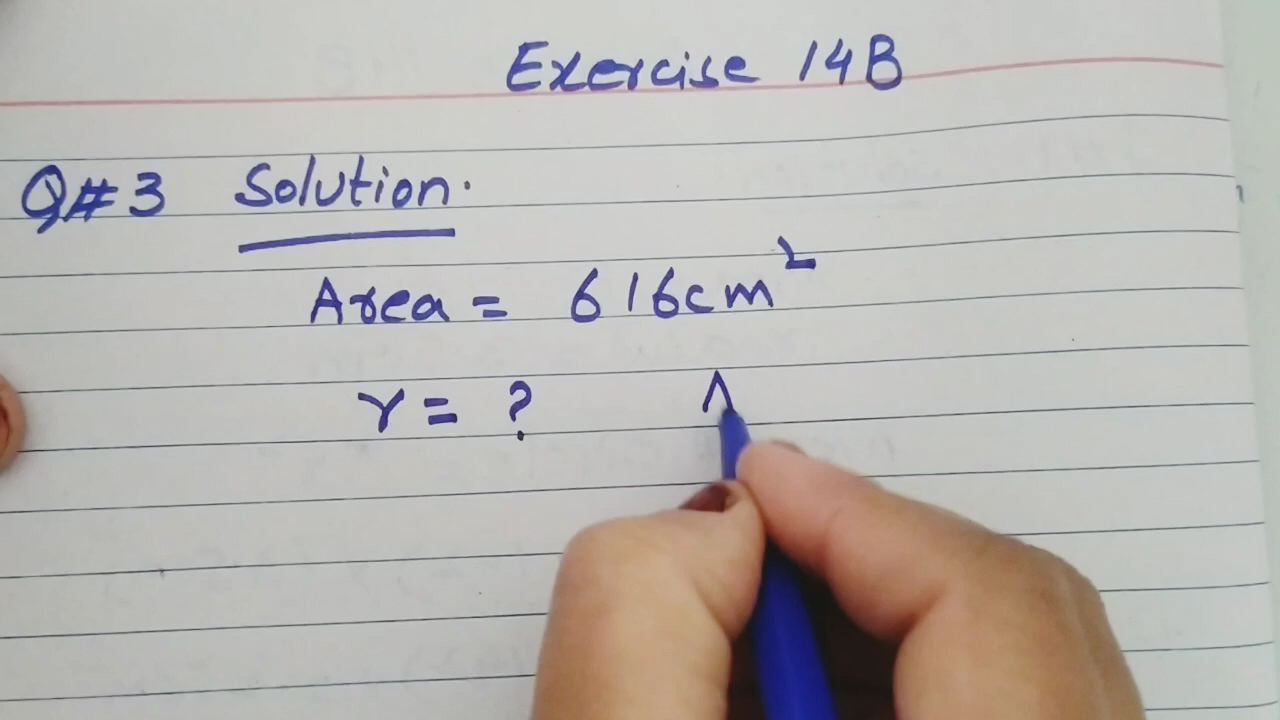 Exercise 14B
Q#3 Solution.
Area = 616cm²
r = ?